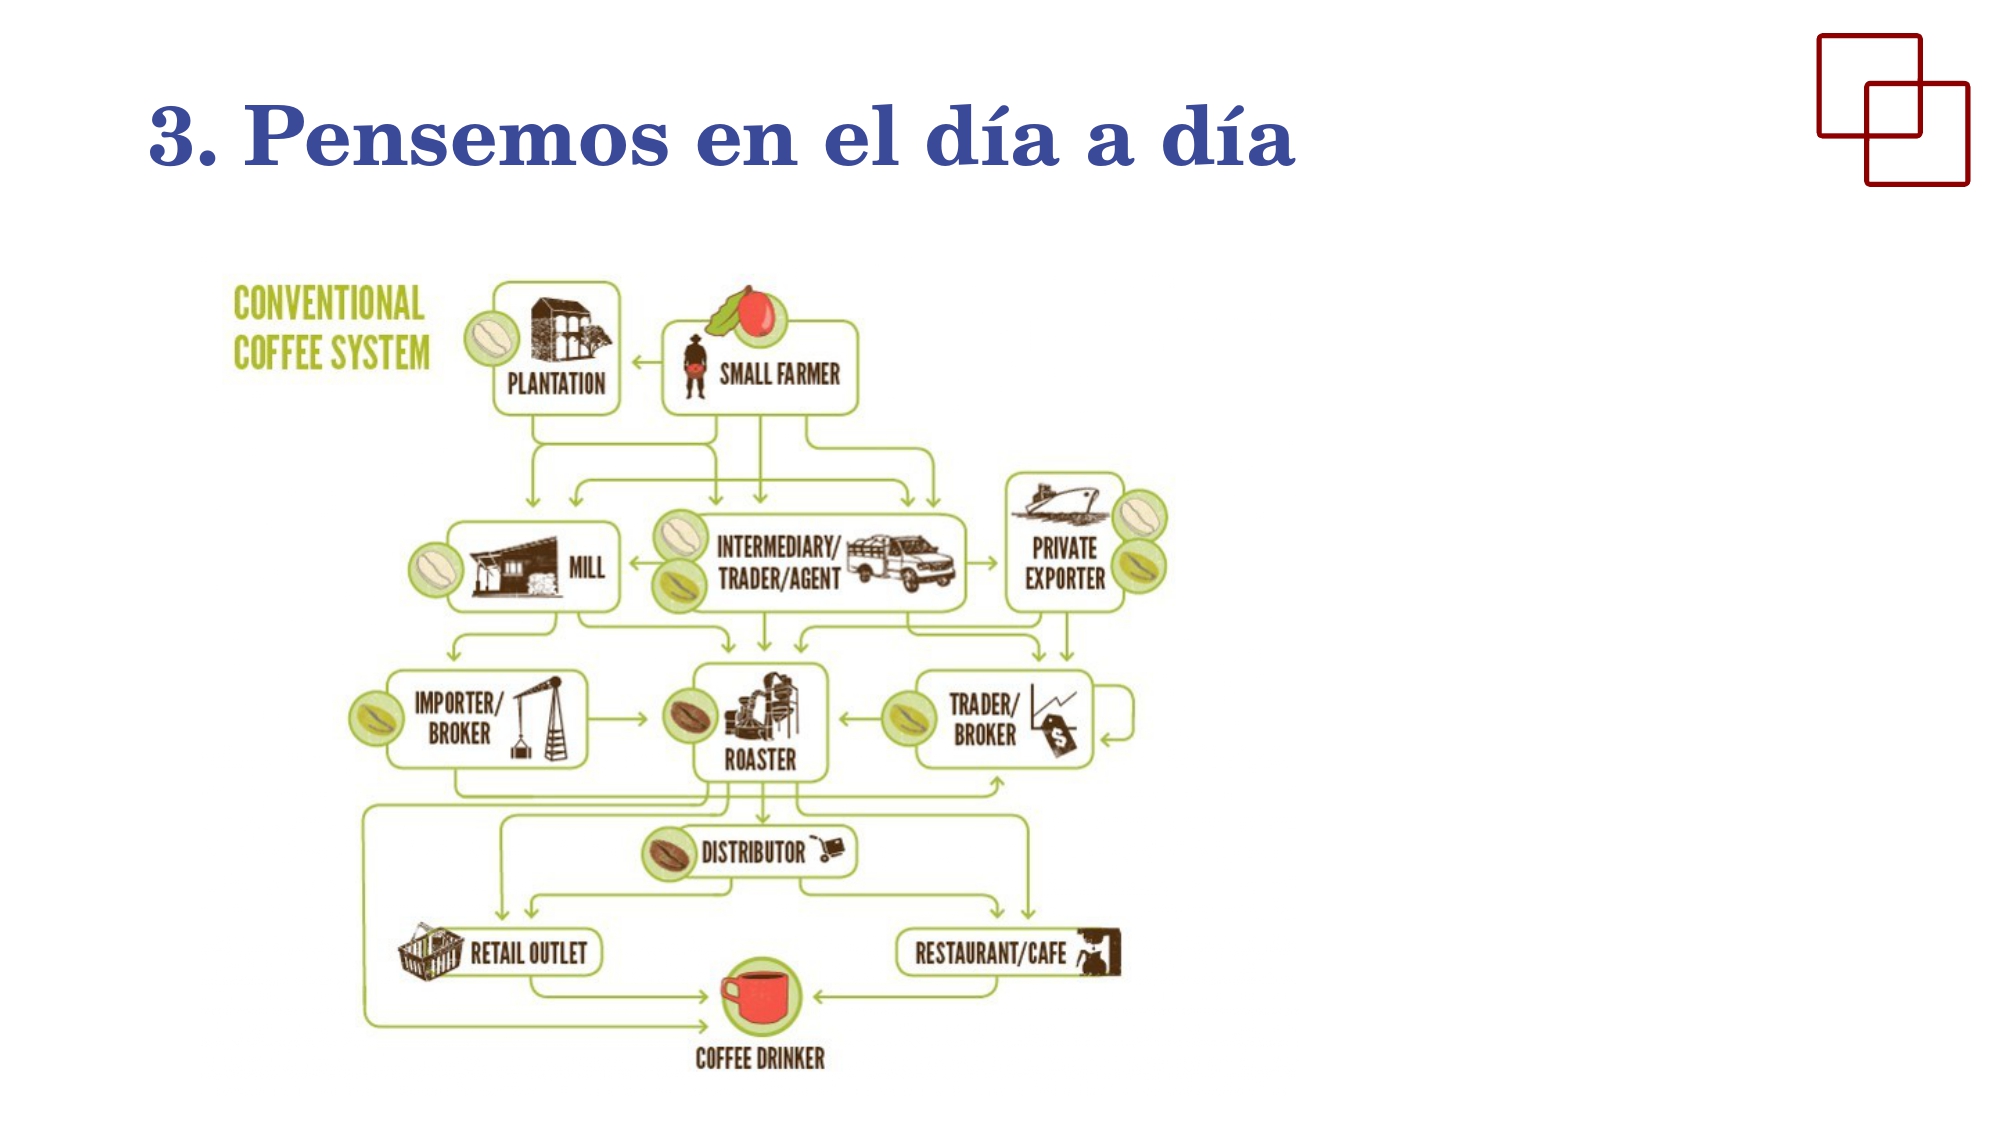 3. Pensemos en el día a día
CONVENTIONAL
COFFEE SYSTEM
PLANTATION
SMALL FARMER
MILL
INTERMEDIARY/
TRADER/AGENT
PRIVATE
EXPORTER
IMPORTER/
BROKER
ROASTER
TRADER/
BROKER
$
DISTRIBUTOR
RETAIL OUTLET
RESTAURANT/CAFE
COFFEE DRINKER